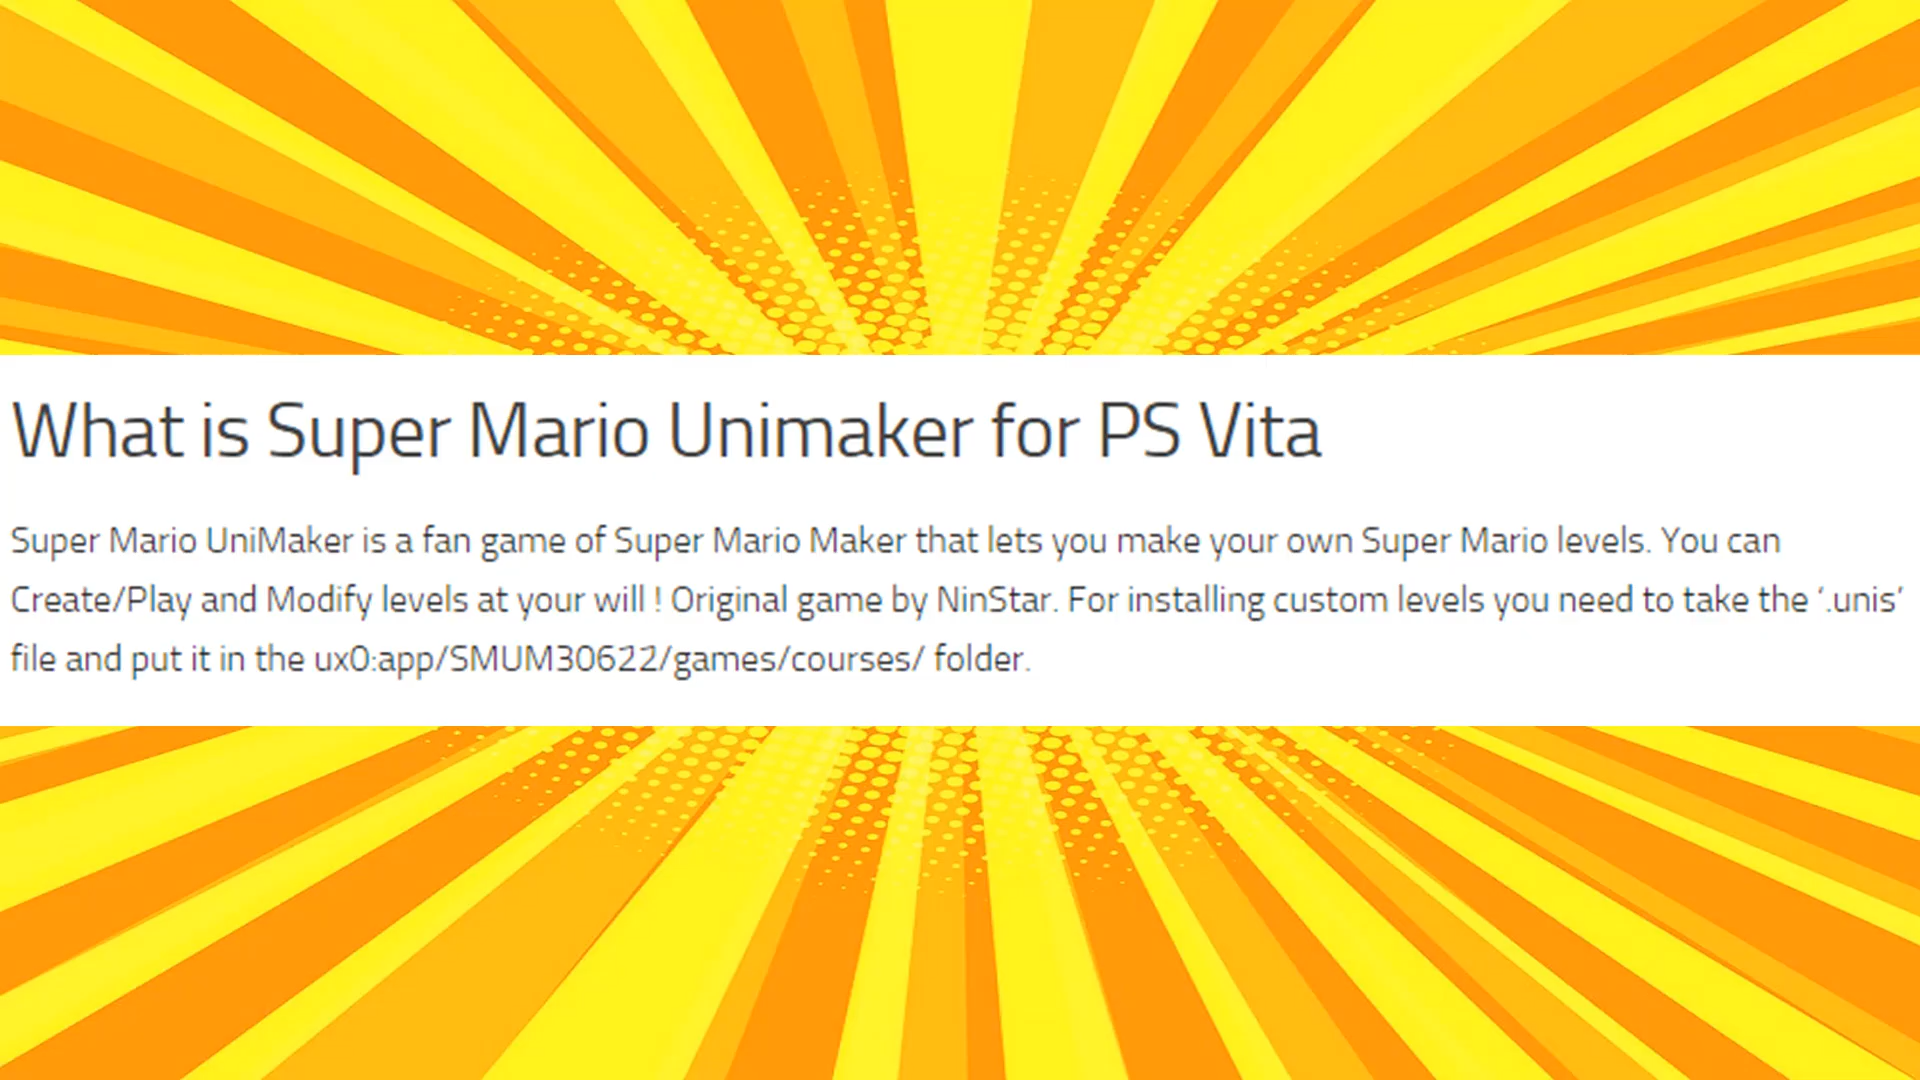 What is Super Mario Unimaker for PS Vita
Super Mario UniMaker is a fan game of Super Mario Maker that lets you make your own Super Mario levels. You can
Create/Play and Modify levels at your will ! Original game by NinStar. For installing custom levels you need to take the ‘.unis’
file and put it in the ux0:app/SMUM30622/games/courses/ folder.